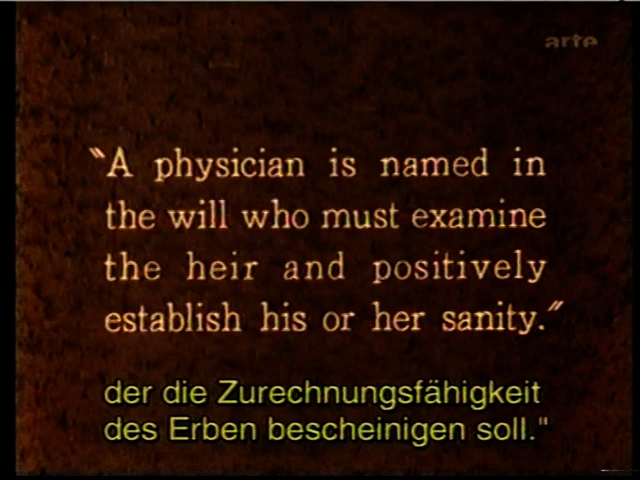 arte
"A physician is named in
the will who must examine
the heir and positively
establish his or her sanity."
der die Zurechnungsfähigkeit
des Erben bescheinigen soll."